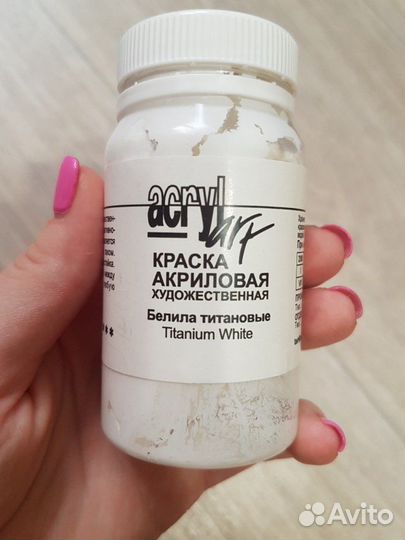 acryl
art
КРАСКА
АКРИЛОВАЯ
ХУДОЖЕСТВЕННАЯ
Белила титановые
Titanium White
Avito